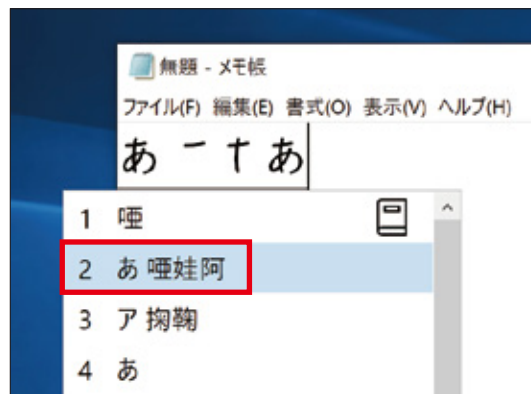 無題 - メモ帳
ファイル(F) 編集(E) 書式(O) 表示(V) ヘルプ(H)
あ あ
1 唖
2 あ 唖娃阿
3 ア 掬鞠
4 あ